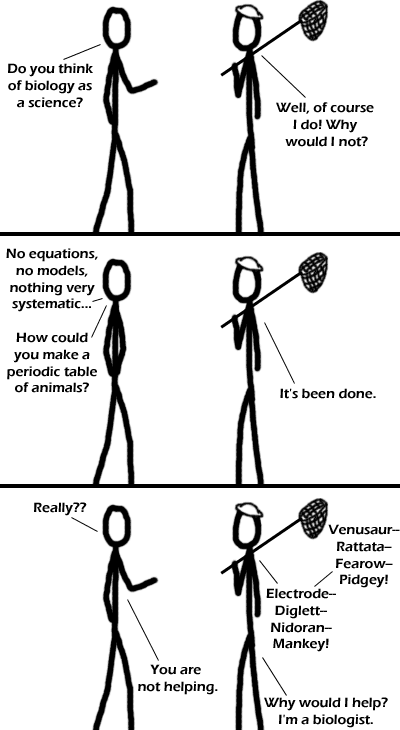 Do you think
of biology as
a science?
Well, of course
I do! Why
would I not?
No equations,
no models,
nothing very
systematic...
How could
you make a
periodic table
of animals?
It's been done.
Really??
Electrode--
Diglett--
Nidoran--
Mankey!
Venusaur--
Rattata--
Fearow--
Pidgey!
You are
not helping.
Why would I help?
I'm a biologist.